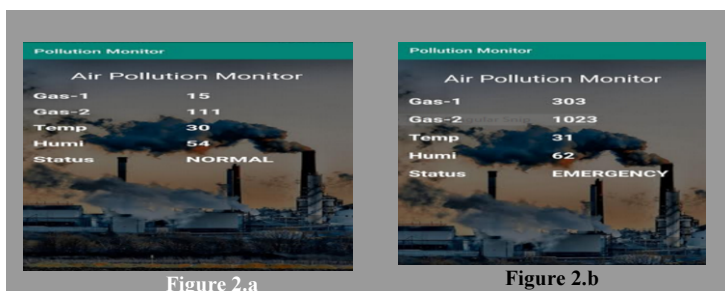 Pollution Monitor
Air Pollution Monitor
Gas-1 15
Gas-2 111
Temp 30
Humi 54
Status NORMAL
Figure 2.a
Pollution Monitor
Air Pollution Monitor
Gas-1 303
Gas-2 1023
Temp 31
Humi 62
Status EMERGENCY
Figure 2.b